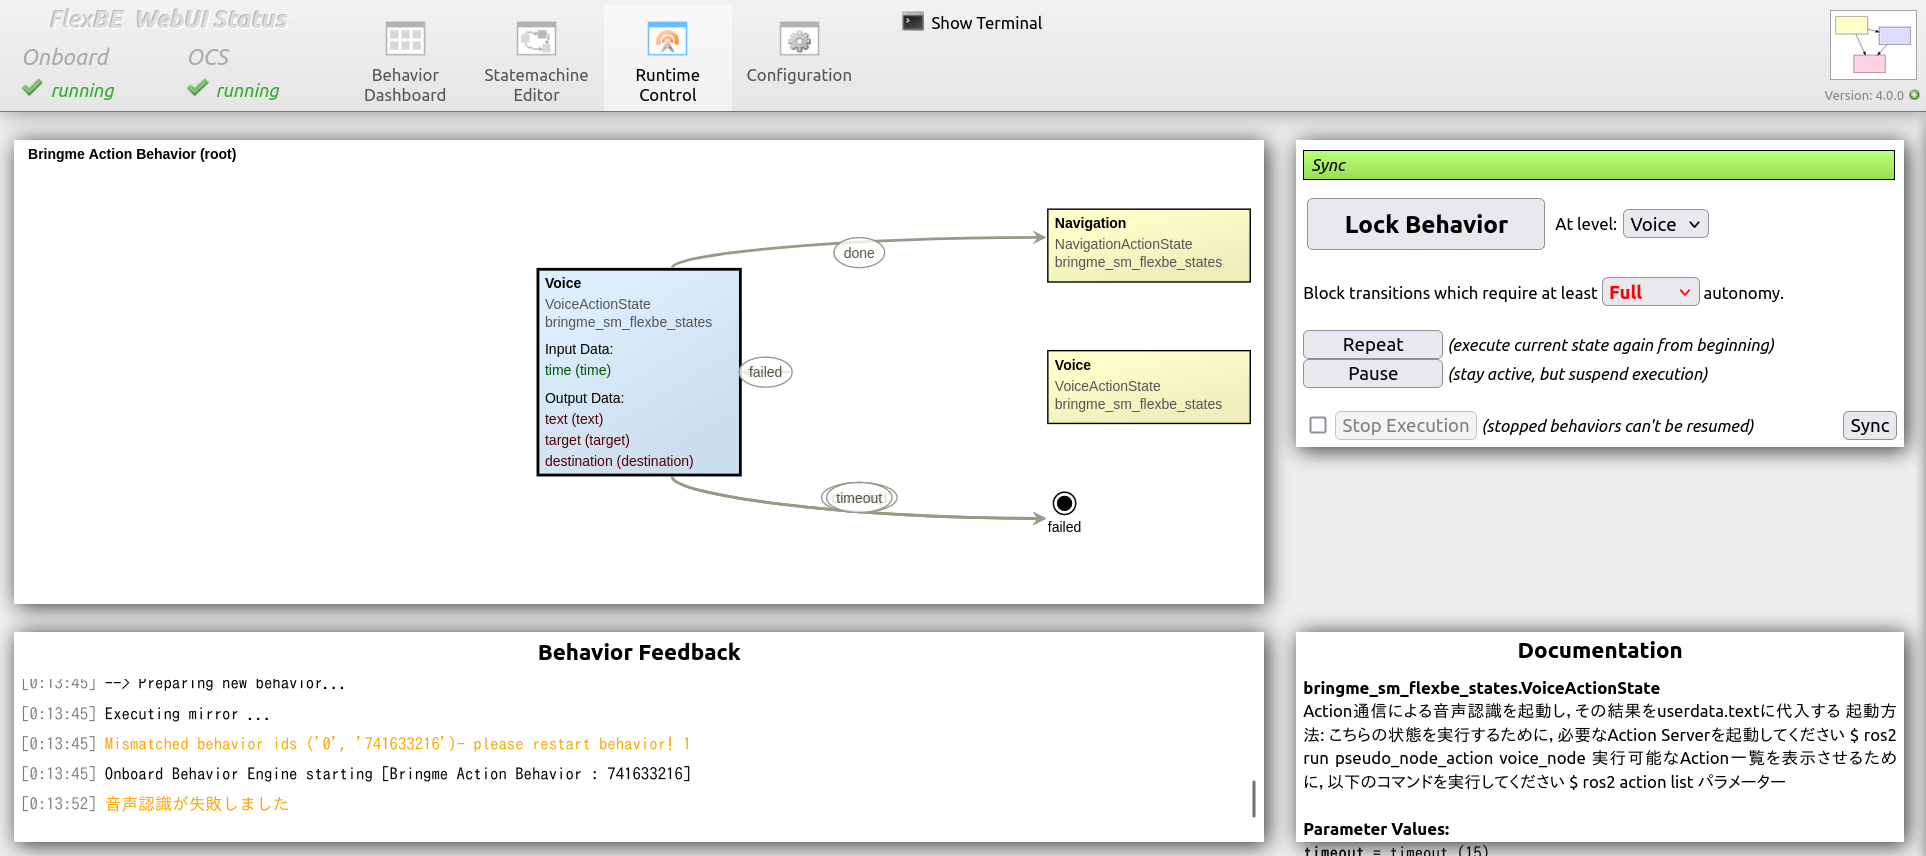 FlexBE WebUI Status
Onboard
OCS
running
running
Behavior
Dashboard
Statemachine
Editor
Runtime
Control
Configuration
Show Terminal
Version: 4.0.0
Bringme Action Behavior (root)
Voice
VoiceActionState
bringme_sm_flexbe_states
Input Data:
time (time)
Output Data:
text (text)
target (target)
destination (destination)
done
failed
timeout
Navigation
NavigationActionState
bringme_sm_flexbe_states
Voice
VoiceActionState
bringme_sm_flexbe_states
failed
Sync
Lock Behavior At level: Voice
Block transitions which require at least Full autonomy.
Repeat (execute current state again from beginning)
Pause (stay active, but suspend execution)
Stop Execution (stopped behaviors can't be resumed) Sync
Behavior Feedback
[0:13:45] --> Preparing new behavior...
[0:13:45] Executing mirror ...
[0:13:45] Mismatched behavior ids ('0', '741633216')- please restart behavior! 1
[0:13:45] Onboard Behavior Engine starting [Bringme Action Behavior : 741633216]
[0:13:52] 音声認識が失敗しました
Documentation
bringme_sm_flexbe_states.VoiceActionState
Action通信による音声認識を起動し, その結果をuserdata.textに代入する 起動方
法: こちらの状態を実行するために, 必要なAction Serverを起動してください $ ros2
run pseudo_node_action voice_node 実行可能なAction一覧を表示させるため
に, 以下のコマンドを実行してください $ ros2 action list パラメーター
Parameter Values:
timeout = timeout (15)